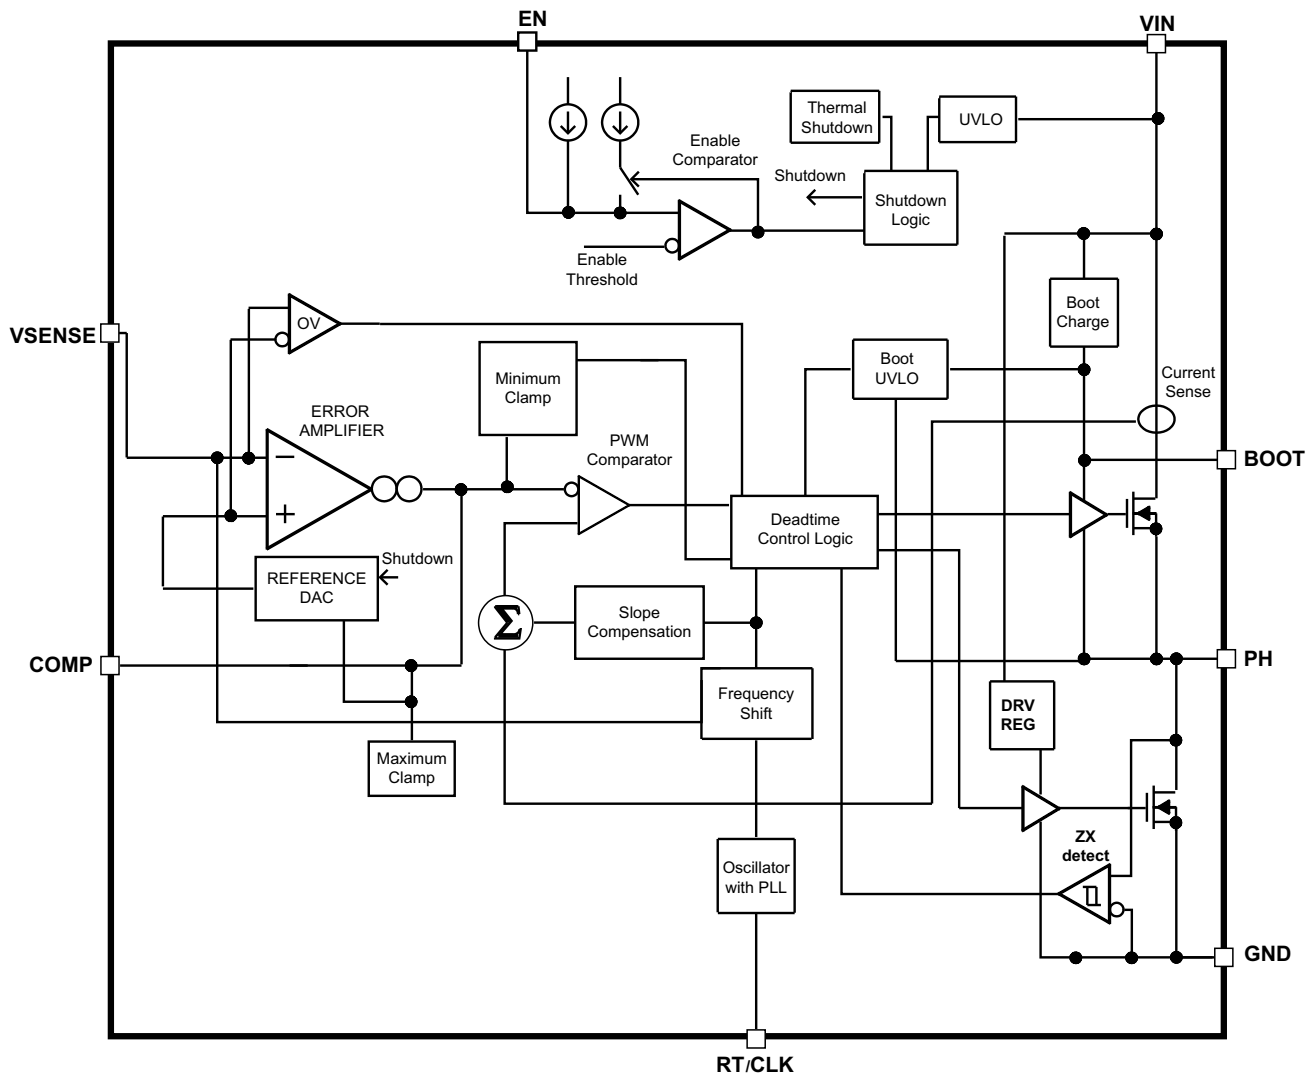 EN
VIN
Thermal
Shutdown
UVLO
Enable
Comparator
Shutdown
Shutdown
Logic
Enable
Threshold
Boot
Charge
OV
VSENSE
Boot
UVLO
Minimum
Clamp
Current
Sense
ERROR
AMPLIFIER
PWM
Comparator
BOOT
−
+
Deadtime
Control Logic
Shutdown
REFERENCE
DAC
Σ
Slope
Compensation
COMP
PH
Frequency
Shift
DRV
REG
Maximum
Clamp
ZX
detect
Oscillator
with PLL
GND
RT/CLK